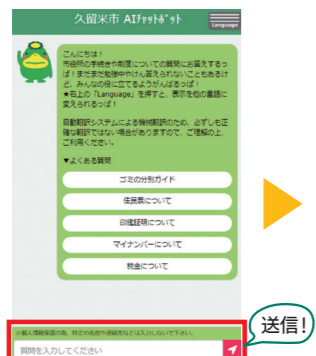 久留米市 AIﾁｬｯﾄﾎﾞｯﾄ
Language
こんにちは！
市役所の手続きや制度についての質問にお答えするっ
ぱ！まだまだ勉強中やけん答えられないこともあるけ
ど、みんなの役に立てるようがんばるっぱ！
★右上の「Language」を押すと、表示を他の言語に
変えられるっぱ！
自動翻訳システムによる機械翻訳のため、必ずしも正
確な翻訳ではない場合がありますので、ご理解の上、
ご利用ください。
▼よくある質問
ゴミの分別ガイド
住民票について
印鑑証明について
マイナンバーについて
税金について
※個人情報保護の為、特定の名前や連絡先などは入力しないで下さい。
質問を入力してください
送信！